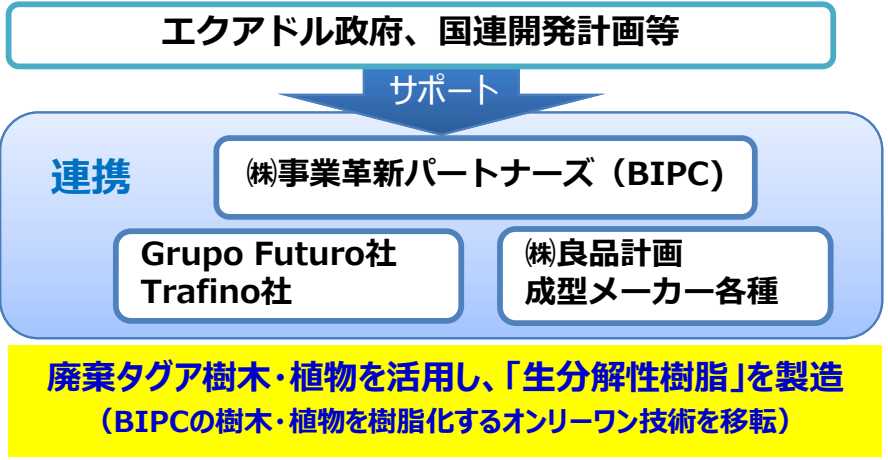 エクアドル政府、国連開発計画等
サポート
連携
㈱事業革新パートナーズ（BIPC)
Grupo Futuro社
Trafino社
㈱良品計画
成型メーカー各種
廃棄タグア樹木・植物を活用し、「生分解性樹脂」を製造
（BIPCの樹木・植物を樹脂化するオンリーワン技術を移転）